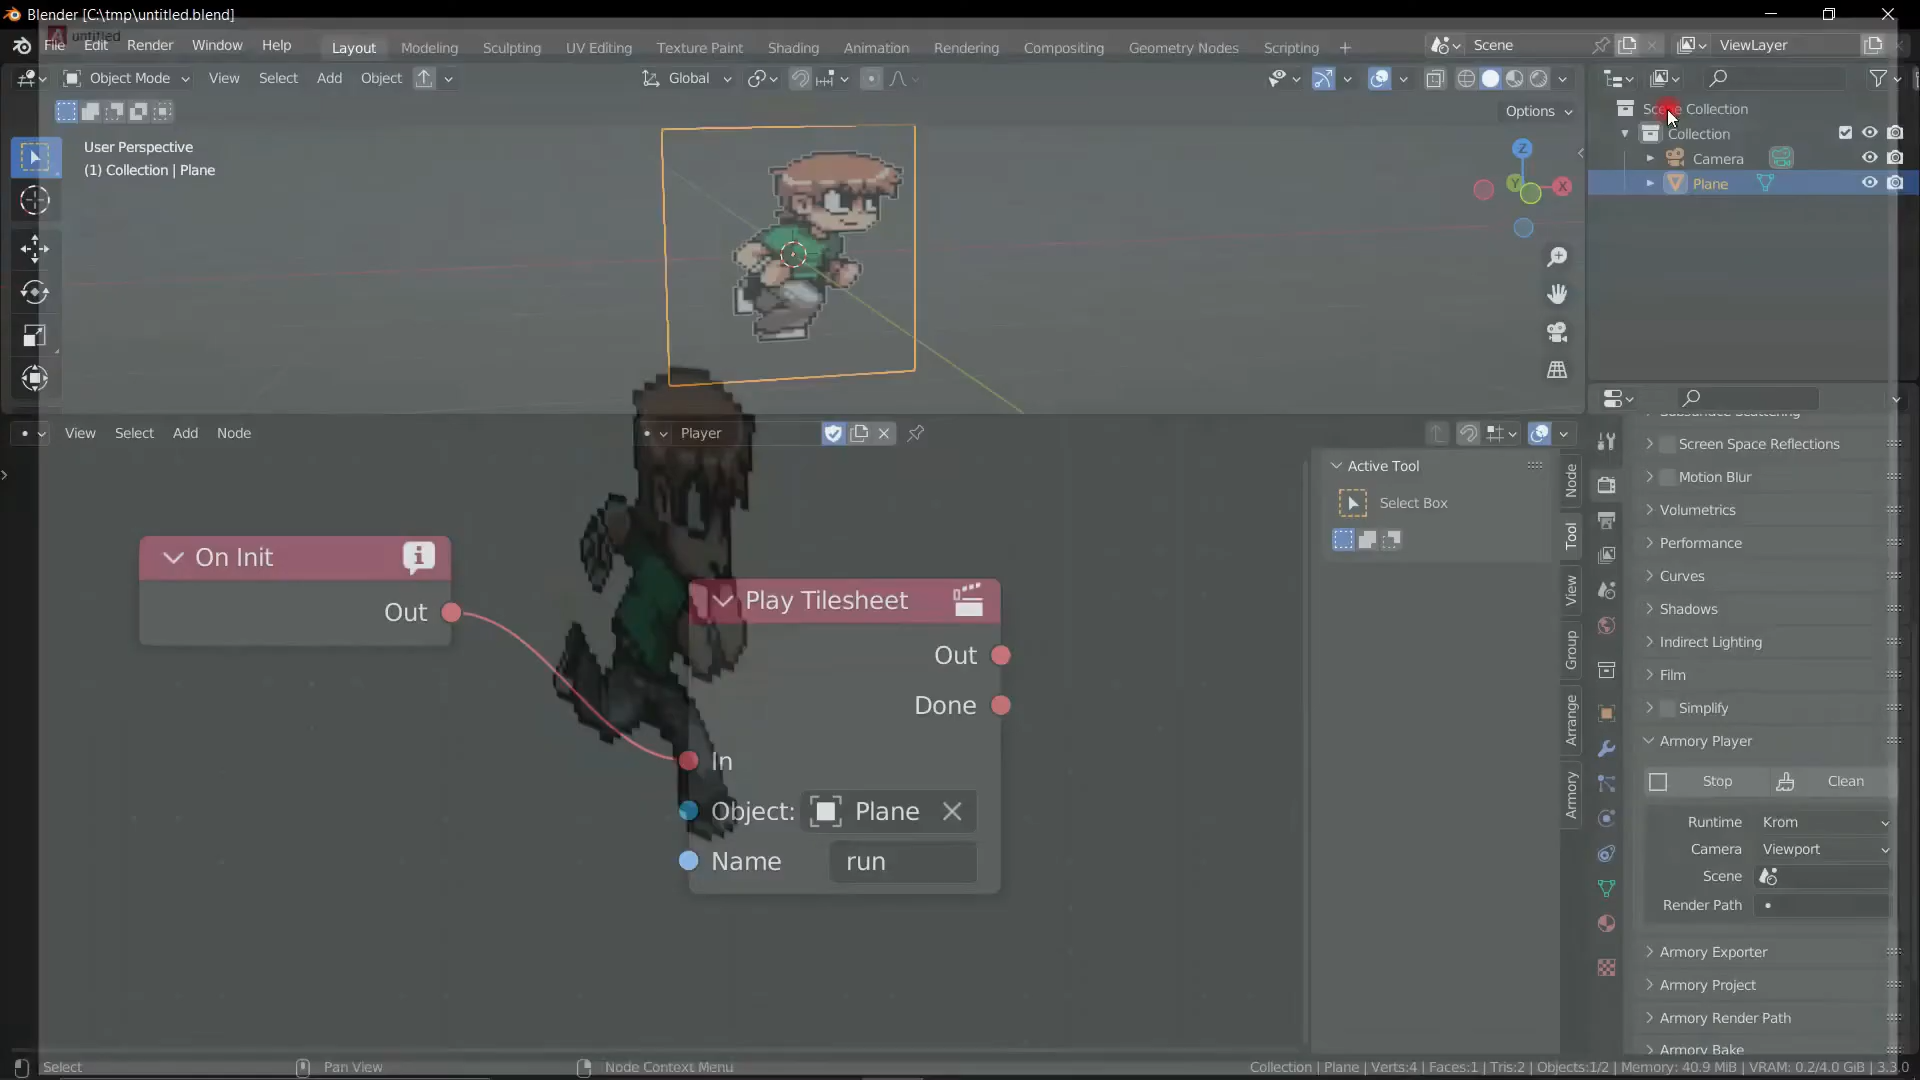 Blender [C:\tmp\untitled.blend]
untitled
File Edit Render Window Help Layout Modeling Sculpting UV Editing Texture Paint Shading Animation Rendering Compositing Geometry Nodes Scripting + Scene ViewLayer
Object Mode View Select Add Object Global
Options
User Perspective
(1) Collection | Plane
Z
Y
X
Scene Collection
Collection
Camera
Plane
View Select Add Node Player
On Init
Out
Play Tilesheet
Out
Done
In
Object: Plane
Name run
Active Tool
Select Box
Node
Tool
View
Group
Arrange
Armory
Subsurface Scattering
Screen Space Reflections
Motion Blur
Volumetrics
Performance
Curves
Shadows
Indirect Lighting
Film
Simplify
Armory Player
Stop Clean
Runtime Krom
Camera Viewport
Scene
Render Path
Armory Exporter
Armory Project
Armory Render Path
Armory Bake
Select Pan View Node Context Menu Collection | Plane | Verts:4 | Faces:1 | Tris:2 | Objects:1/2 | Memory: 40.9 MiB | VRAM: 0.2/4.0 GiB | 3.3.0